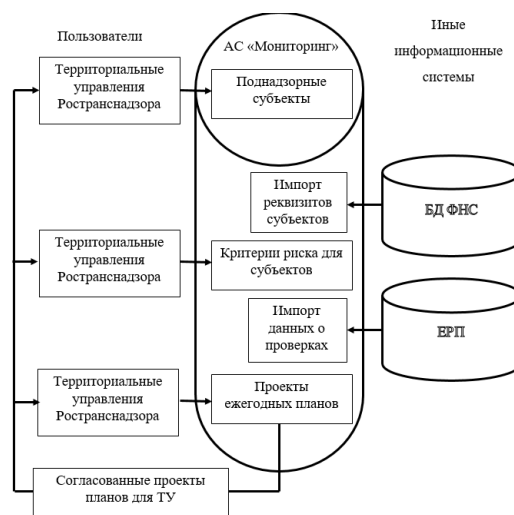 Пользователи
АС «Мониторинг»
Иные
информационные
системы
Территориальные
управления
Ространснадзора
Поднадзорные
субъекты
Импорт
реквизитов
субъектов
БД ФНС
Территориальные
управления
Ространснадзора
Критерии риска для
субъектов
Импорт
данных о
проверках
ЕРП
Территориальные
управления
Ространснадзора
Проекты
ежегодных планов
Согласованные проекты
планов для ТУ